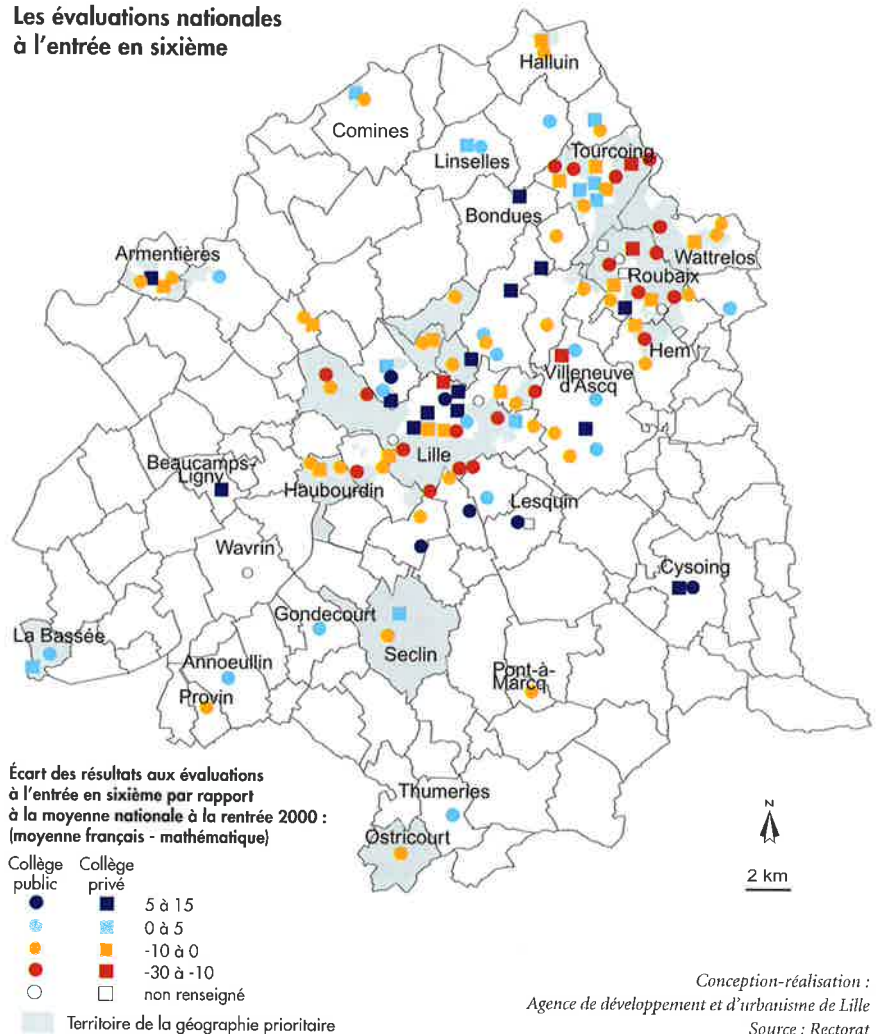 Les évaluations nationales
à l'entrée en sixième
Halluin
Comines
Linselles
Tourcoing
Bondues
Armentières
Wattrelos
Roubaix
Hem
Villeneuve
d'Ascq
Lille
Beaucamps-
Ligny
Haubourdin
Lesquin
Wavrin
Cysoing
Gondecourt
La Bassée
Seclin
Annoeullin
Pont-à-
Marcq
Provin
Thumeries
Ostricourt
Écart des résultats aux évaluations
à l'entrée en sixième par rapport
à la moyenne nationale à la rentrée 2000 :
(moyenne français - mathématique)
Collège public
Collège privé
5 à 15
0 à 5
-10 à 0
-30 à -10
non renseigné
Territoire de la géographie prioritaire
N
2 km
Conception-réalisation :
Agence de développement et d'urbanisme de Lille
Source : Rectorat